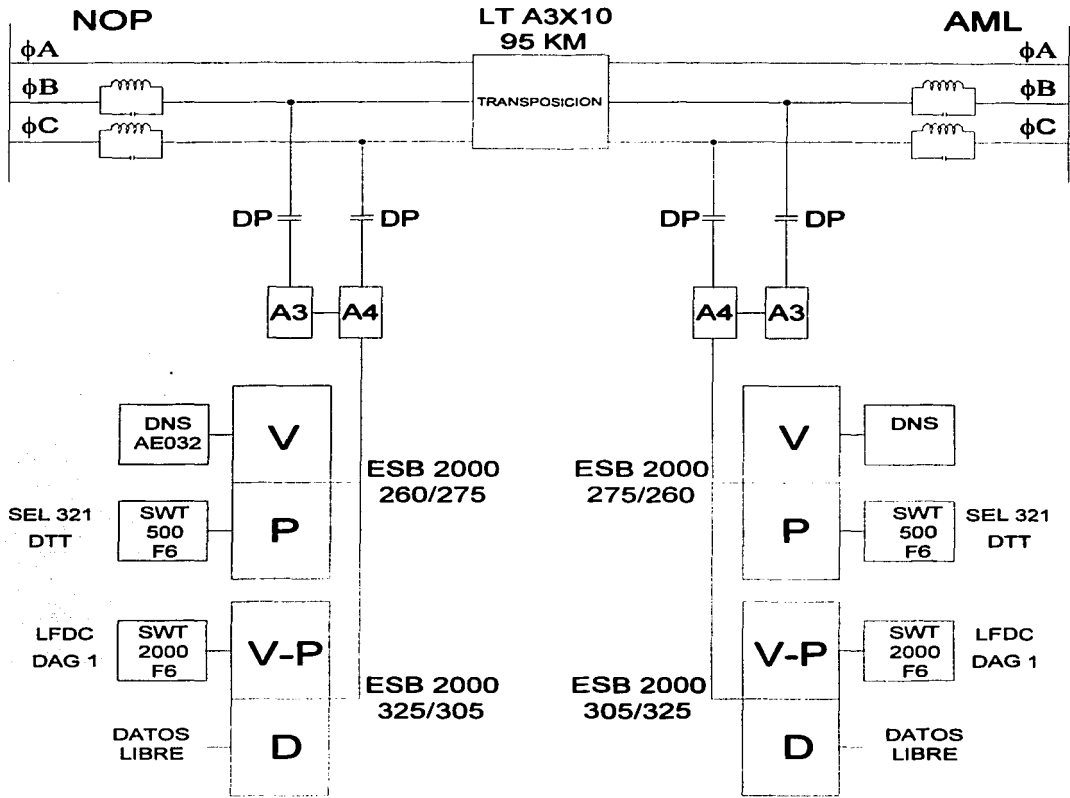 NOP
LT A3X10
95 KM
AML
ϕA
ϕA
ϕB
TRANSPOSICION
ϕB
ϕC
ϕC
DP
DP
DP
DP
A3
A4
A4
A3
DNS
AE032
V
ESB 2000
260/275
SEL 321
DTT
SWT
500
F6
P
LFDC
DAG 1
SWT
2000
F6
V-P
ESB 2000
325/305
DATOS
LIBRE
D
V
DNS
ESB 2000
275/260
P
SWT
500
F6
SEL 321
DTT
V-P
SWT
2000
F6
LFDC
DAG 1
ESB 2000
305/325
D
DATOS
LIBRE